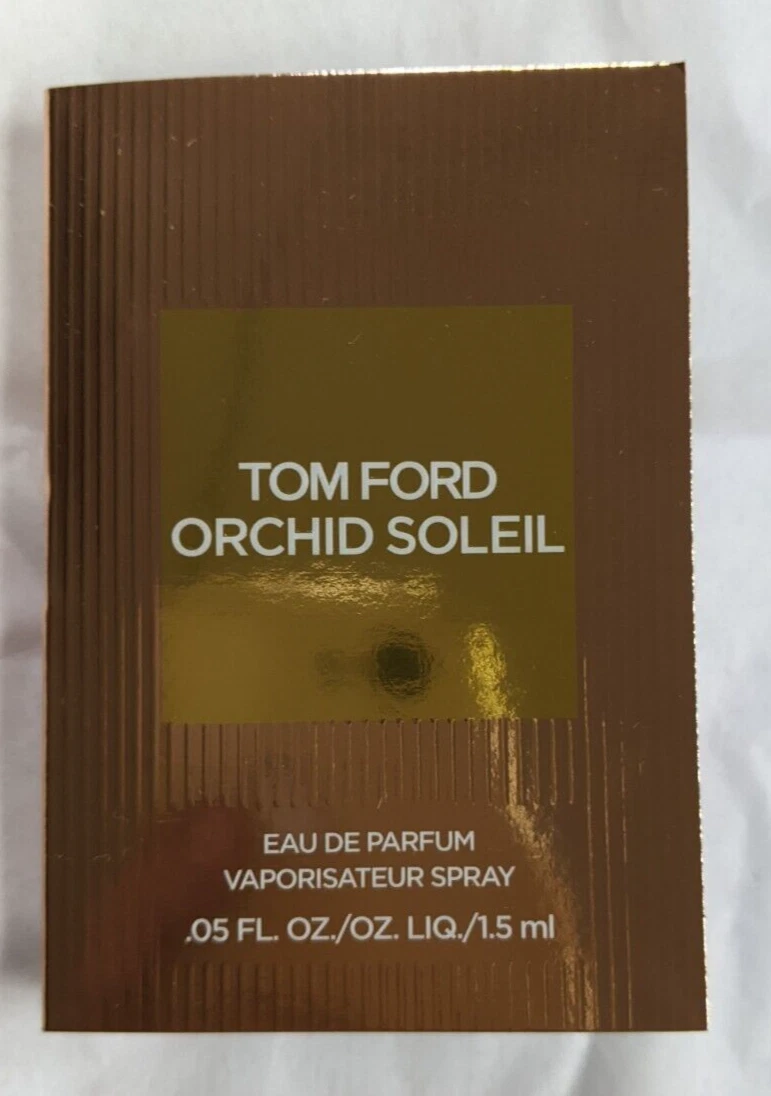 TOM FORD
ORCHID SOLEIL
EAU DE PARFUM
VAPORISATEUR SPRAY
.05 FL. OZ./OZ. LIQ./1.5 ml